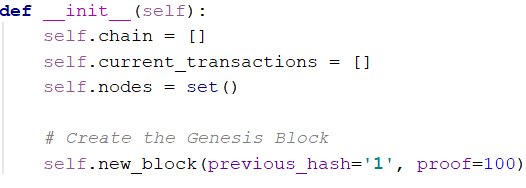 def __init__(self):
    self.chain = []
    self.current_transactions = []
    self.nodes = set()

    # Create the Genesis Block
    self.new_block(previous_hash='1', proof=100)